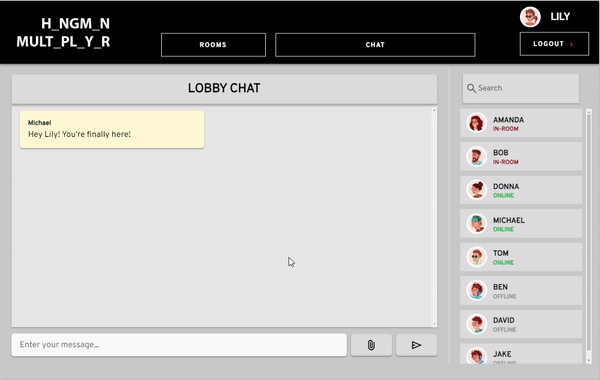 H_NGM_N
MULT_PL_Y_R
ROOMS
CHAT
LILY
LOGOUT >
LOBBY CHAT
Michael
Hey Lily! You're finally here!
Enter your message...
Search
AMANDA
IN-ROOM
BOB
IN-ROOM
DONNA
ONLINE
MICHAEL
ONLINE
TOM
ONLINE
BEN
OFFLINE
DAVID
OFFLINE
JAKE
OFFLINE